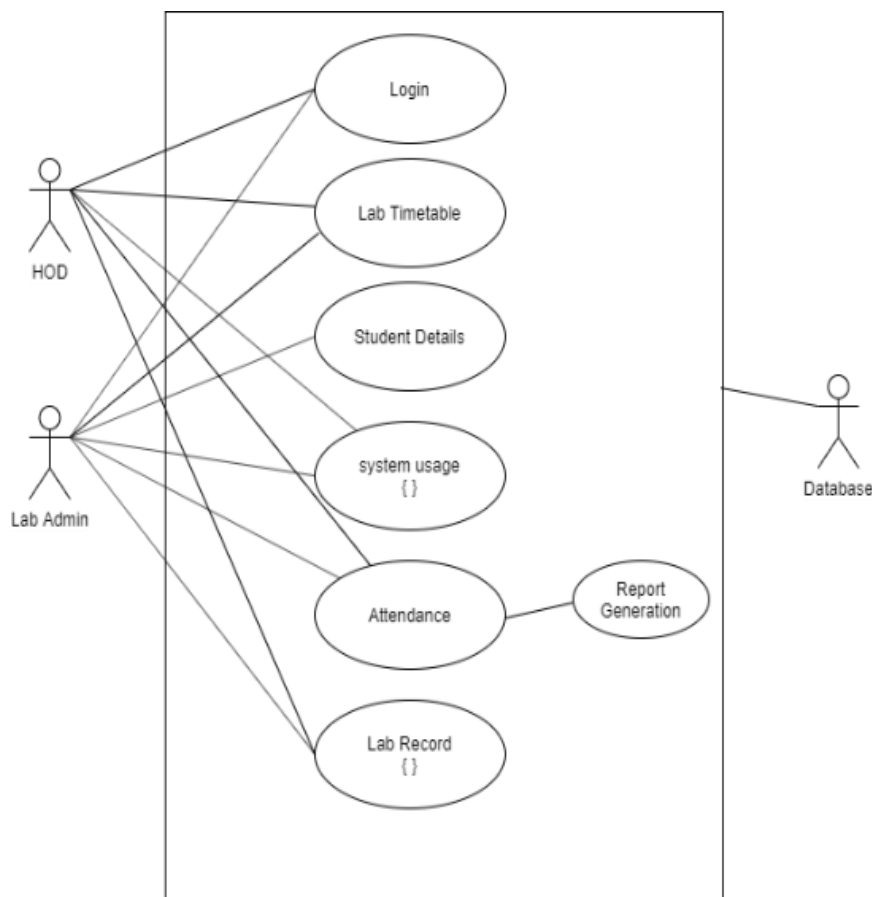 Login
Lab Timetable
HOD
Student Details
system usage
{ }
Lab Admin
Database
Attendance
Report
Generation
Lab Record
{ }